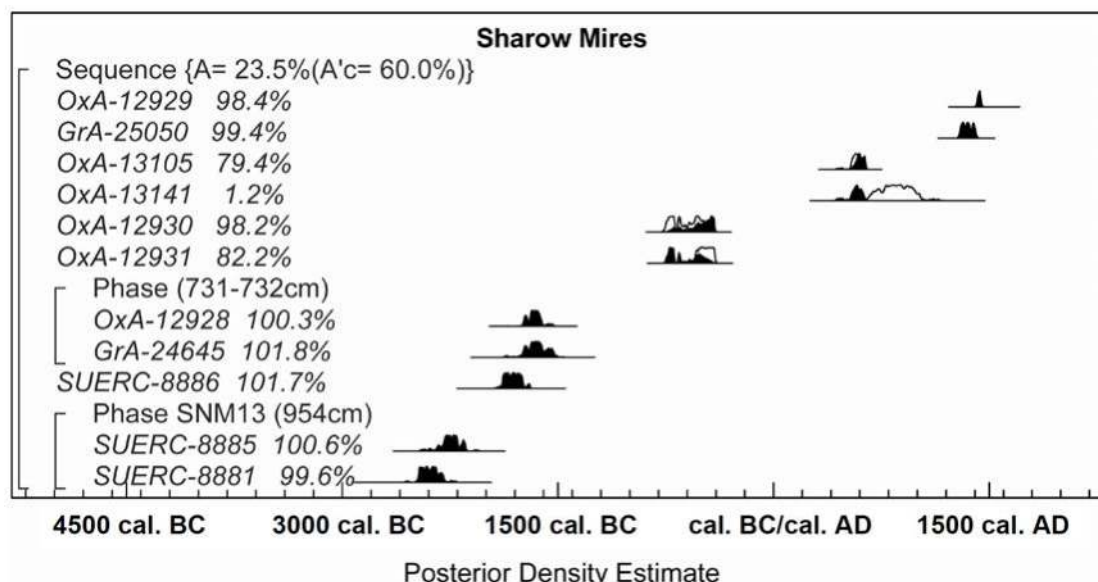 Sharow Mires
Sequence {A= 23.5%(A'c= 60.0%)}
OxA-12929 98.4%
GrA-25050 99.4%
OxA-13105 79.4%
OxA-13141 1.2%
OxA-12930 98.2%
OxA-12931 82.2%
Phase (731-732cm)
OxA-12928 100.3%
GrA-24645 101.8%
SUERC-8886 101.7%
Phase SNM13 (954cm)
SUERC-8885 100.6%
SUERC-8881 99.6%
4500 cal. BC 3000 cal. BC 1500 cal. BC cal. BC/cal. AD 1500 cal. AD
Posterior Density Estimate